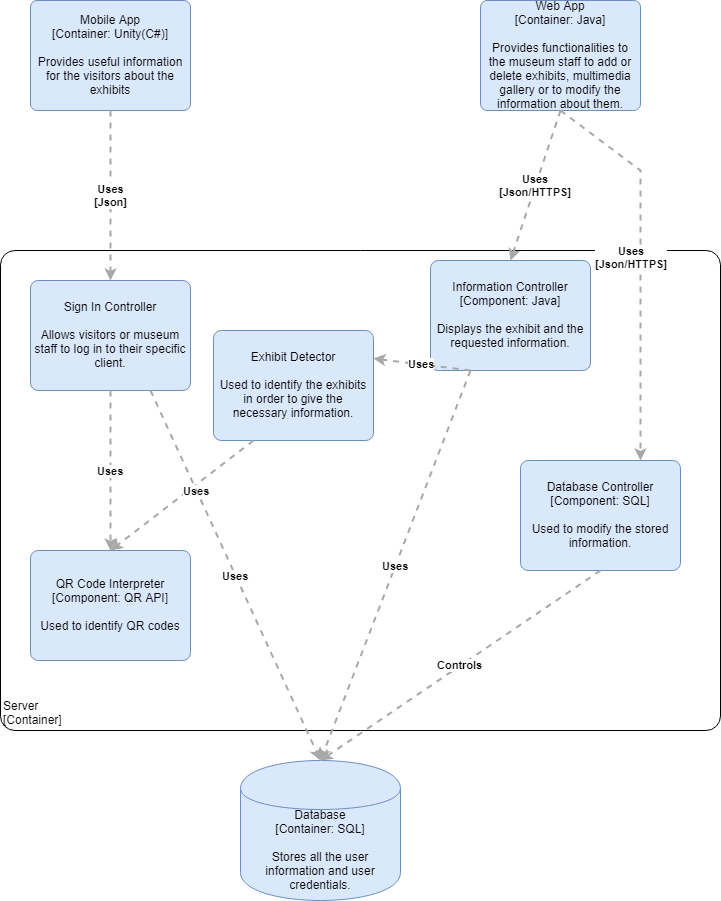 Mobile App
[Container: Unity(C#)]
Provides useful information
for the visitors about the
exhibits
Web App
[Container: Java]
Provides functionalities to
the museum staff to add or
delete exhibits, multimedia
gallery or to modify the
information about them.
Uses
[Json]
Uses
[Json/HTTPS]
Uses
[Json/HTTPS]
Sign In Controller
Allows visitors or museum
staff to log in to their specific
client.
Information Controller
[Component: Java]
Displays the exhibit and the
requested information.
Exhibit Detector
Used to identify the exhibits
in order to give the
necessary information.
Uses
Uses
Uses
Database Controller
[Component: SQL]
Used to modify the stored
information.
QR Code Interpreter
[Component: QR API]
Used to identify QR codes
Uses
Uses
Controls
Server
[Container]
Database
[Container: SQL]
Stores all the user
information and user
credentials.